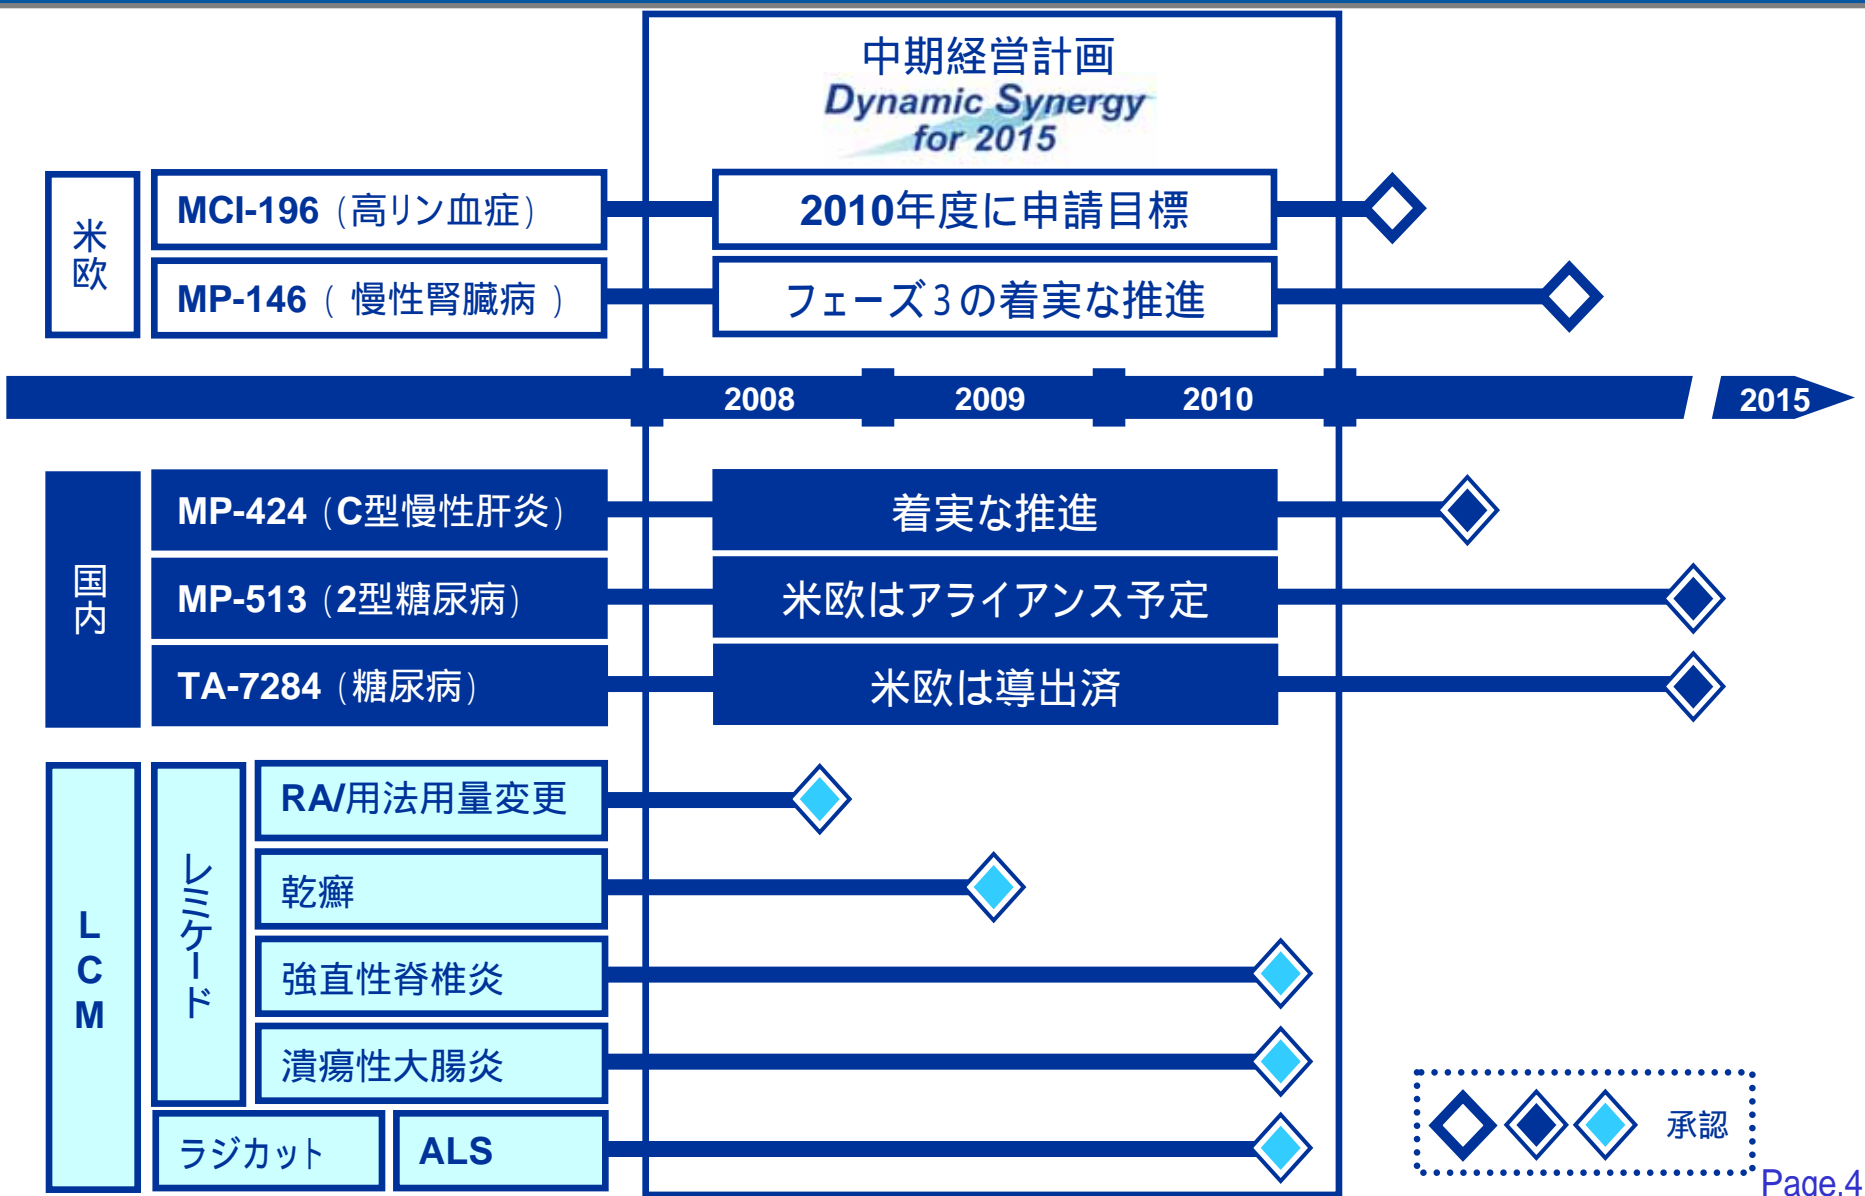 中期経営計画
Dynamic Synergy
for 2015
米欧
MCI-196（高リン血症）
2010年度に申請目標
MP-146（ 慢性腎臓病 ）
フェーズ3の着実な推進
2008
2009
2010
2015
国内
MP-424（C型慢性肝炎）
着実な推進
MP-513（2型糖尿病）
米欧はアライアンス予定
TA-7284（糖尿病）
米欧は導出済
LCM
レミケード
RA/用法用量変更
乾癬
強直性脊椎炎
潰瘍性大腸炎
ラジカット
ALS
承認
Page.4